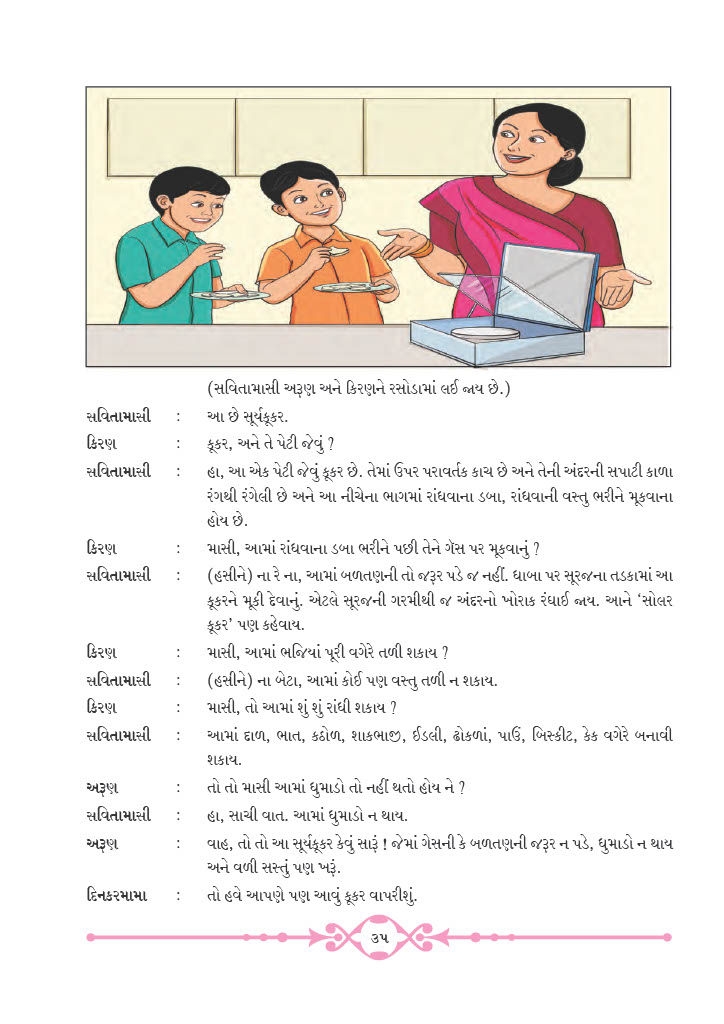 (સવિતામાસી અરૂણ અને કિરણને રસોડામાં લઈ જાય છે.)
સવિતામાસી : આ છે સૂર્યકૂકર.
કિરણ : કૂકર, અને તે પેટી જેવું ?
સવિતામાસી : હા, આ એક પેટી જેવું કૂકર છે. તેમાં ઉપર પરાવર્તક કાચ છે અને તેની અંદરની સપાટી કાળા
રંગથી રંગેલી છે અને આ નીચેના ભાગમાં રાંધવાના ડબા, રાંધવાની વસ્તુ ભરીને મૂકવાના
હોય છે.
કિરણ : માસી, આમાં રાંધવાના ડબા ભરીને પછી તેને ગૅસ પર મૂકવાનું ?
સવિતામાસી : (હસીને) ના રે ના, આમાં બળતણની તો જરૂર પડે જ નહીં. ધાબા પર સૂરજના તડકામાં આ
કૂકરને મૂકી દેવાનું. એટલે સૂરજની ગરમીથી જ અંદરનો ખોરાક રંધાઈ જાય. આને ‘સોલર
કૂકર’ પણ કહેવાય.
કિરણ : માસી, આમાં ભજિયાં પૂરી વગેરે તળી શકાય ?
સવિતામાસી : (હસીને) ના બેટા, આમાં કોઈ પણ વસ્તુ તળી ન શકાય.
કિરણ : માસી, તો આમાં શું શું રાંધી શકાય ?
સવિતામાસી : આમાં દાળ, ભાત, કઠોળ, શાકભાજી, ઈડલી, ઢોકળાં, પાઉં, બિસ્કીટ, કેક વગેરે બનાવી
શકાય.
અરૂણ : તો તો માસી આમાં ધુમાડો તો નહીં થતો હોય ને ?
સવિતામાસી : હા, સાચી વાત. આમાં ધુમાડો ન થાય.
અરૂણ : વાહ, તો તો આ સૂર્યકૂકર કેવું સારૂં ! જેમાં ગેસની કે બળતણની જરૂર ન પડે, ધુમાડો ન થાય
અને વળી સસ્તું પણ ખરૂં.
દિનકરમામા : તો હવે આપણે પણ આવું કૂકર વાપરીશું.
૩૫